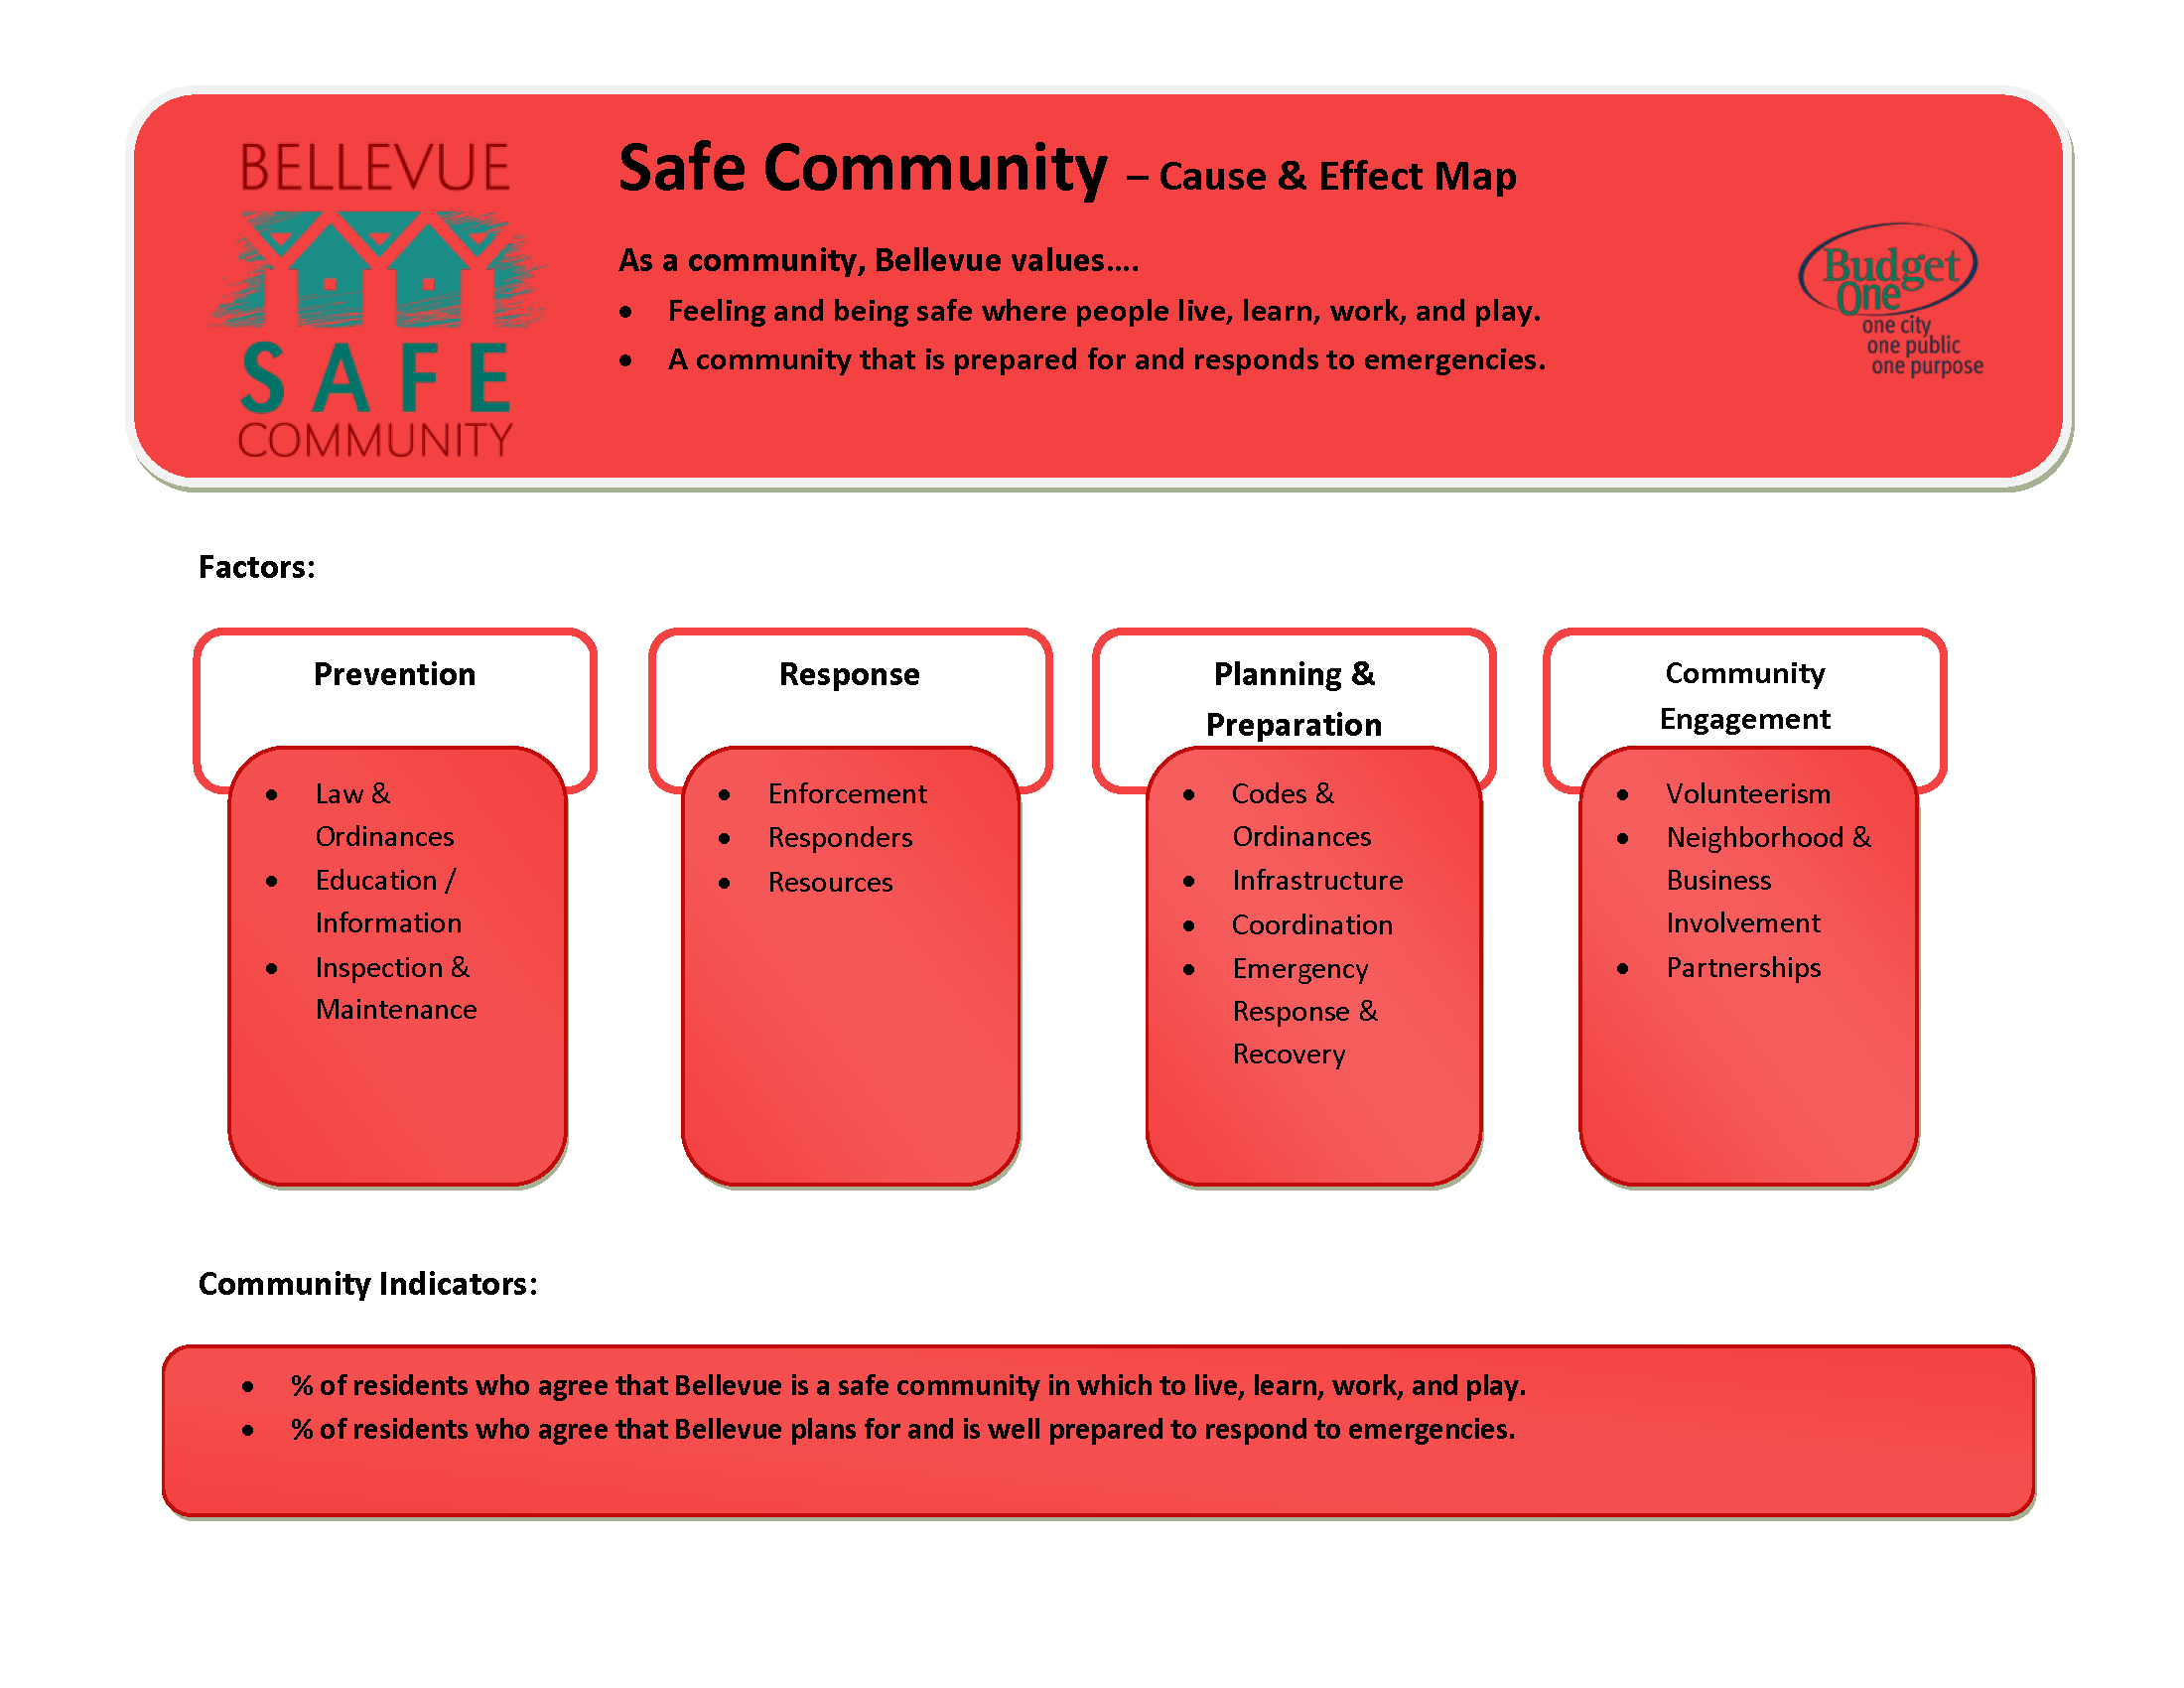 BELLEVUE
SAFE
COMMUNITY
Safe Community – Cause & Effect Map
As a community, Bellevue values….
• Feeling and being safe where people live, learn, work, and play.
• A community that is prepared for and responds to emergencies.
Budget
One
one city
one public
one purpose
Factors:
Prevention
• Law &
Ordinances
• Education /
Information
• Inspection &
Maintenance
Response
• Enforcement
• Responders
• Resources
Planning &
Preparation
• Codes &
Ordinances
• Infrastructure
• Coordination
• Emergency
Response &
Recovery
Community
Engagement
• Volunteerism
• Neighborhood &
Business
Involvement
• Partnerships
Community Indicators:
• % of residents who agree that Bellevue is a safe community in which to live, learn, work, and play.
• % of residents who agree that Bellevue plans for and is well prepared to respond to emergencies.